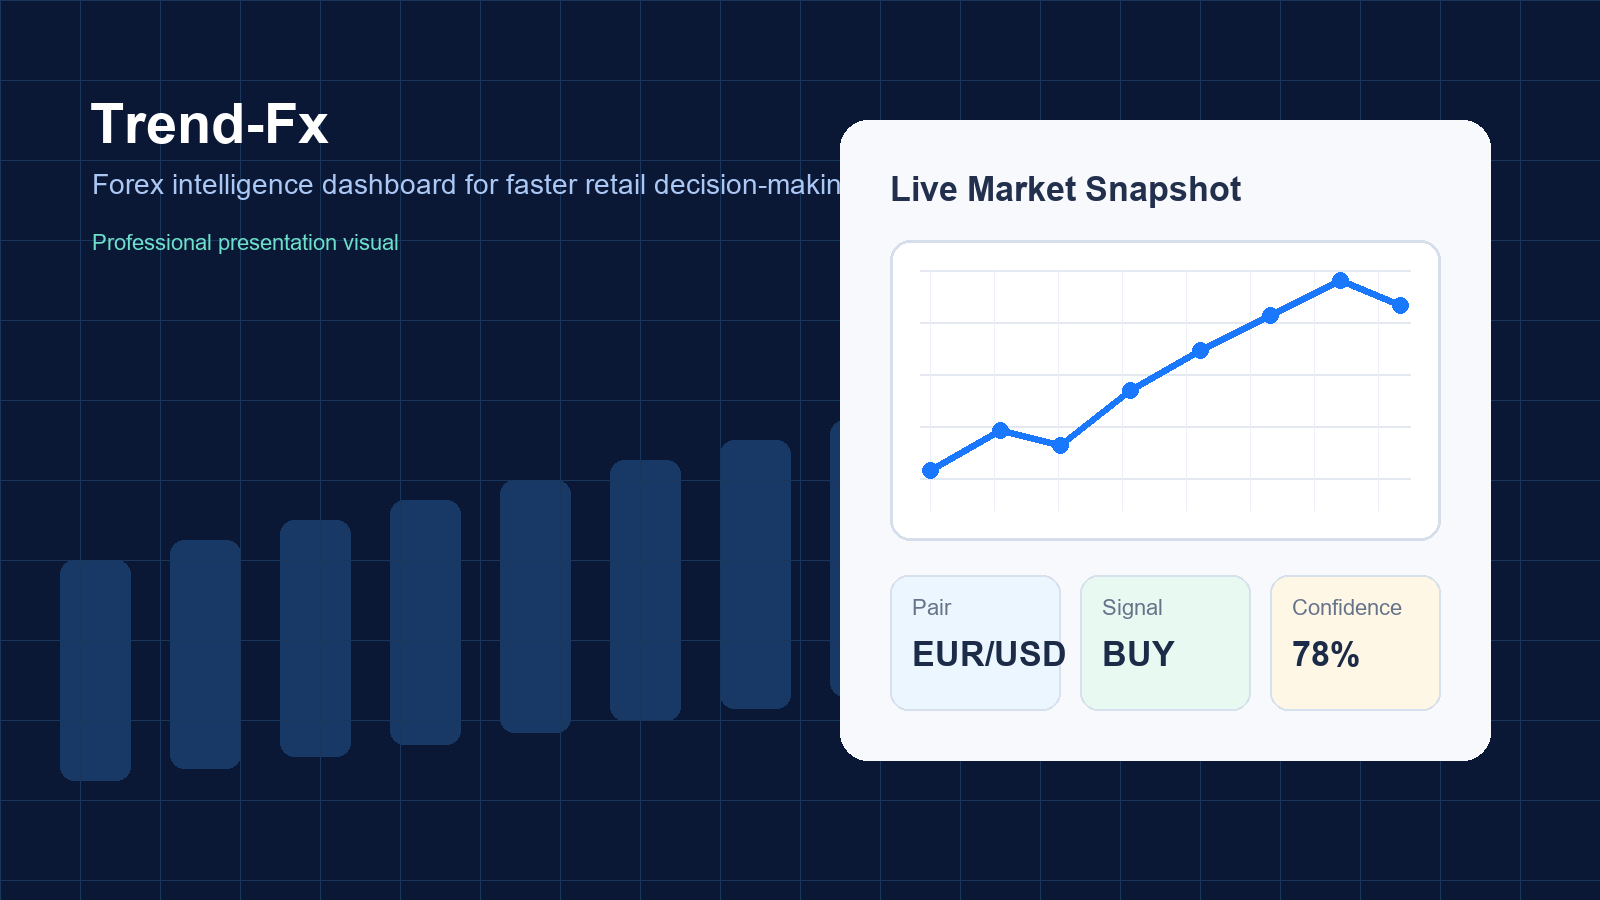 Trend-Fx
Forex intelligence dashboard for faster retail decision-makin
Professional presentation visual
Live Market Snapshot
Pair
EUR/USD
Signal
BUY
Confidence
78%